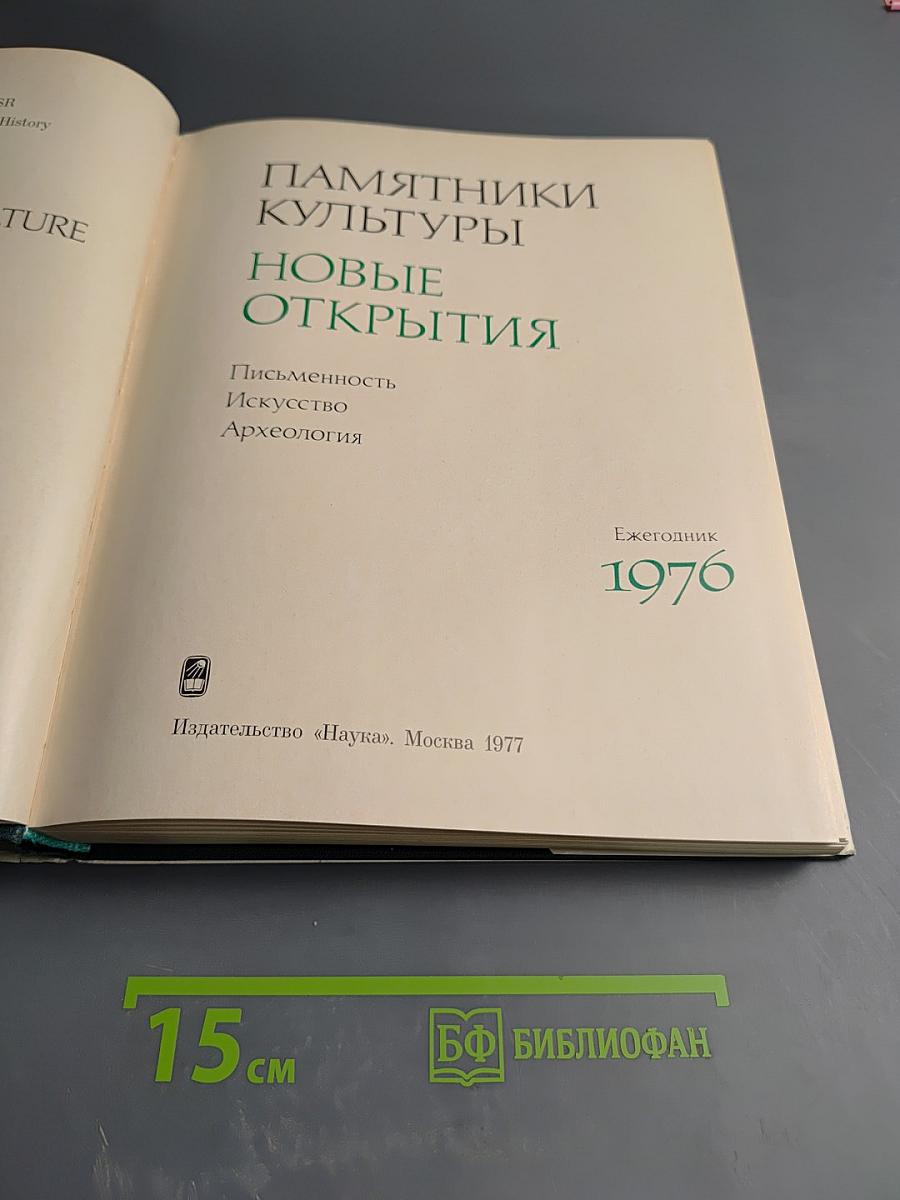 SR
History
TURE
ПАМЯТНИКИ
КУЛЬТУРЫ
НОВЫЕ
ОТКРЫТИЯ
Письменность
Искусство
Археология
Ежегодник
1976
Издательство «Наука». Москва 1977
15 см
БФ БИБЛИОФАН